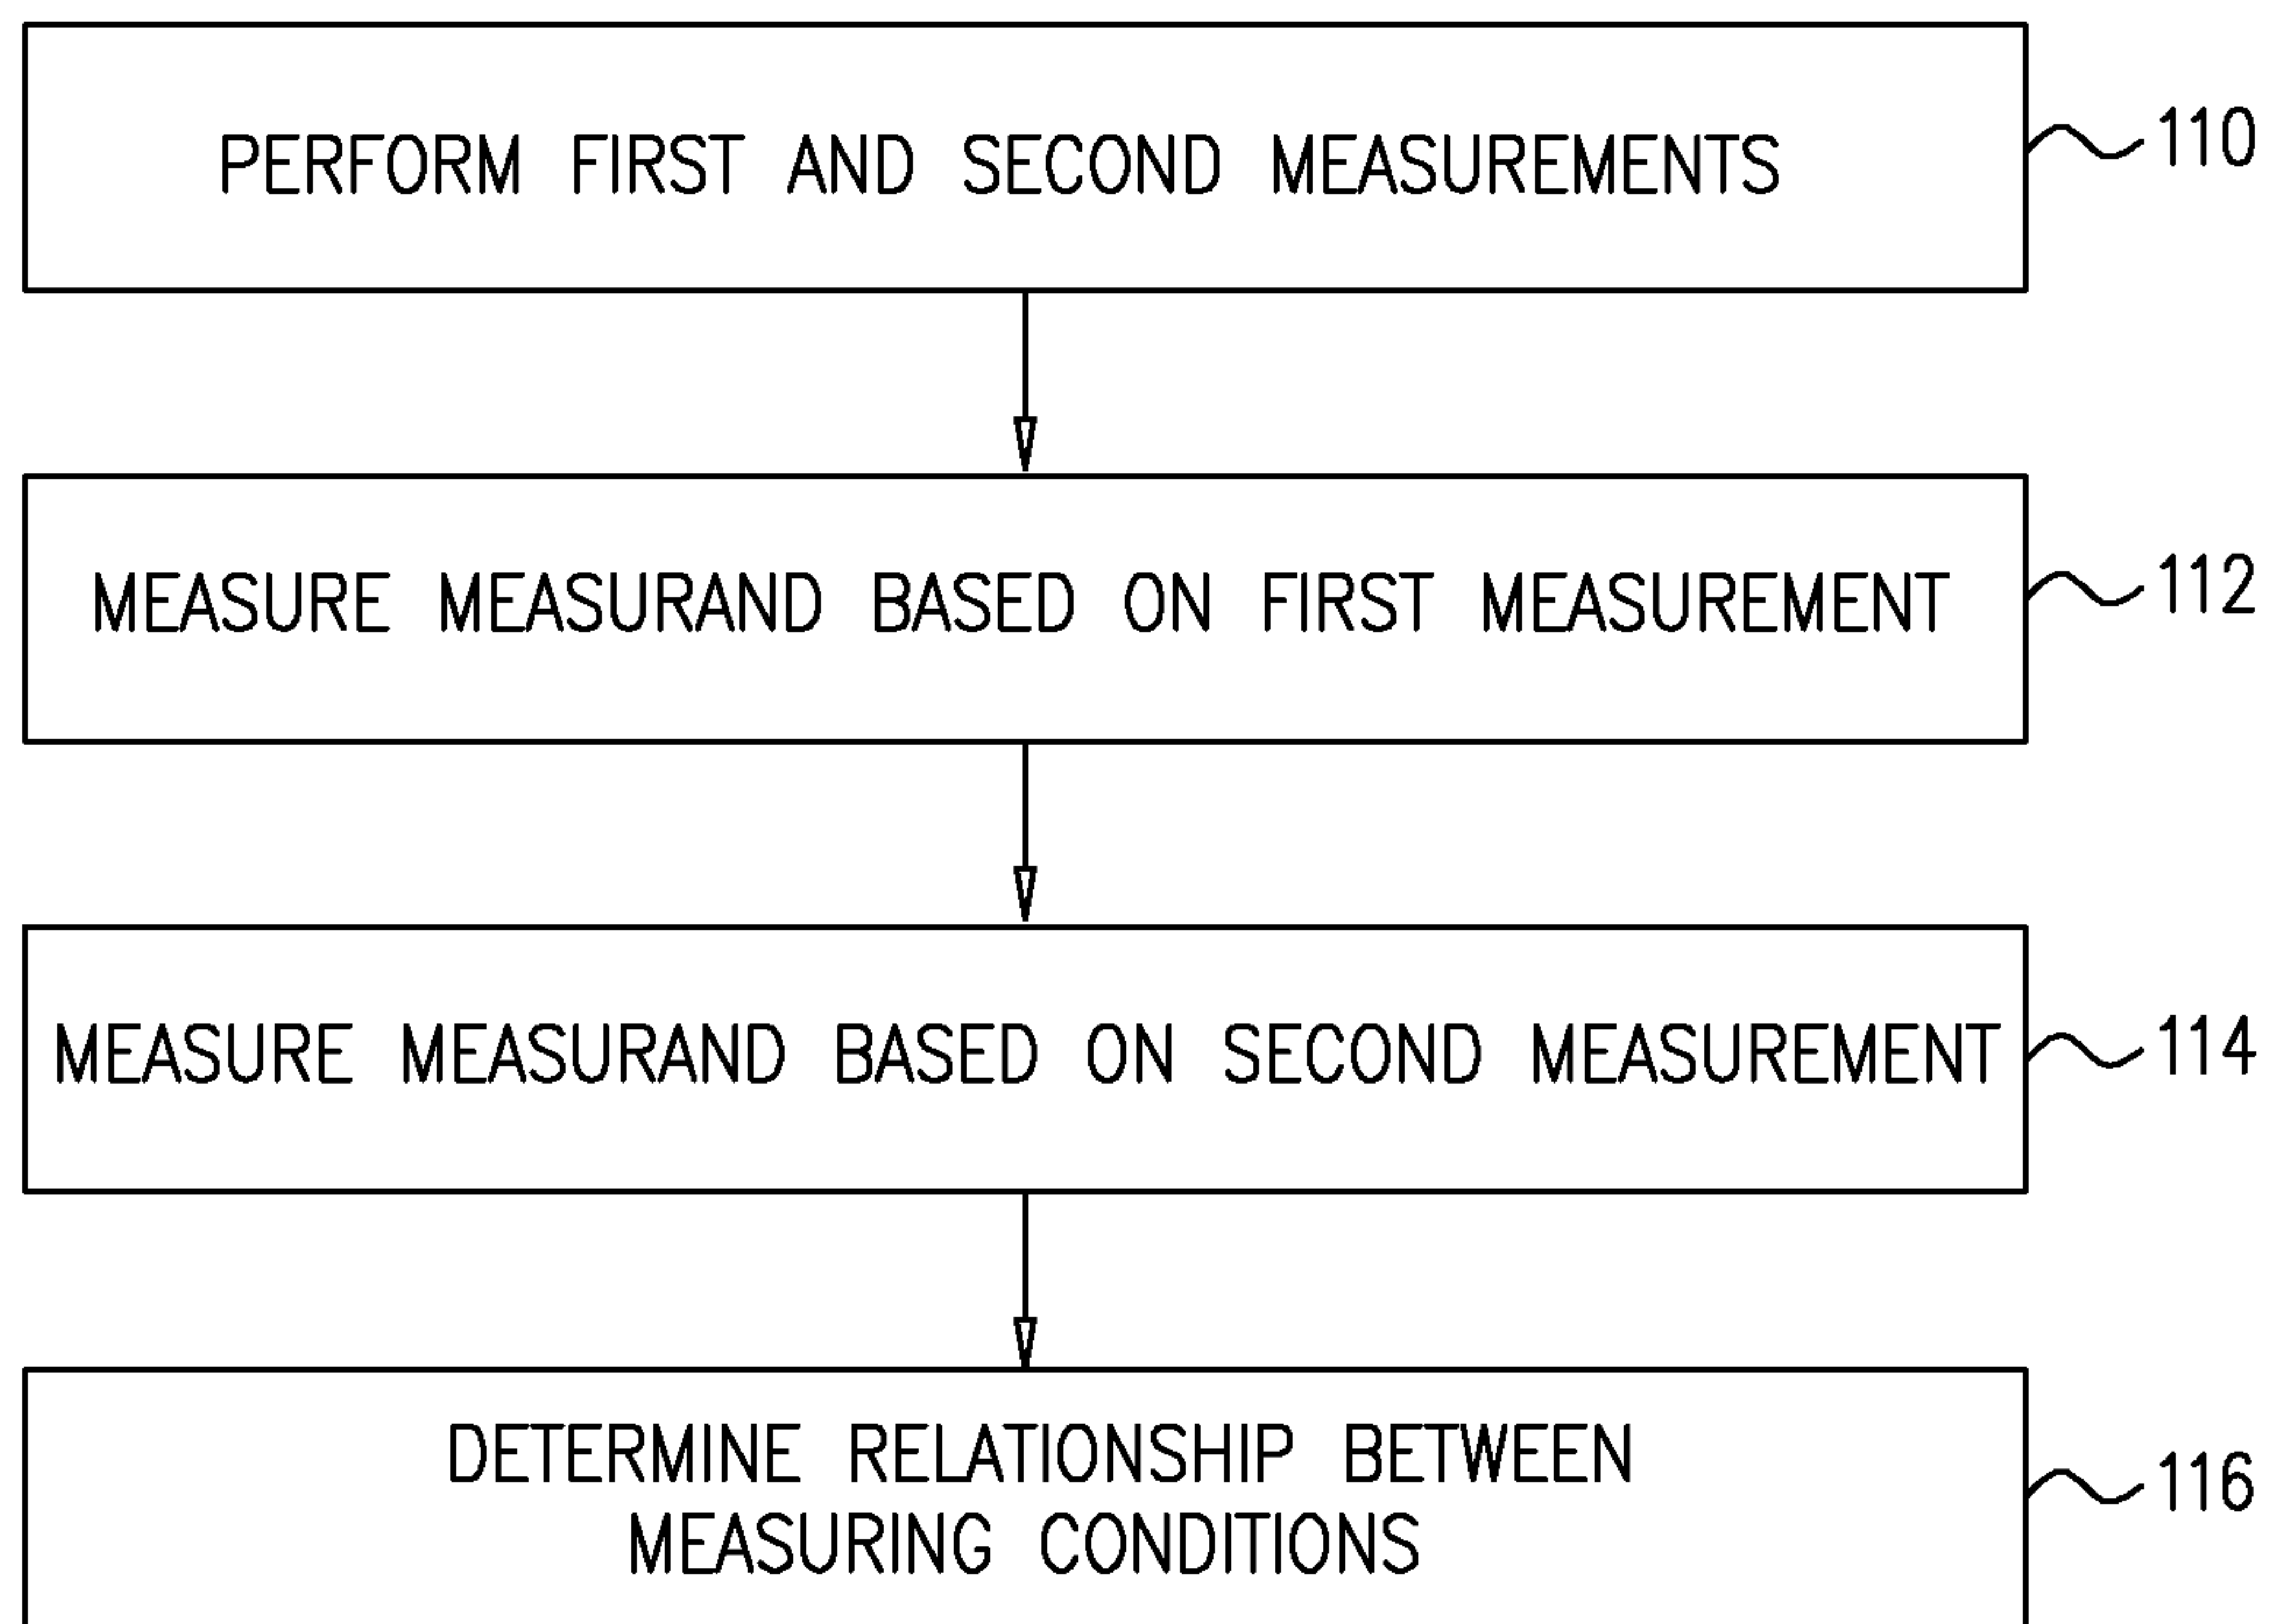 PERFORM FIRST AND SECOND MEASUREMENTS
110
MEASURE MEASURAND BASED ON FIRST MEASUREMENT
112
MEASURE MEASURAND BASED ON SECOND MEASUREMENT
114
DETERMINE RELATIONSHIP BETWEEN
MEASURING CONDITIONS
116